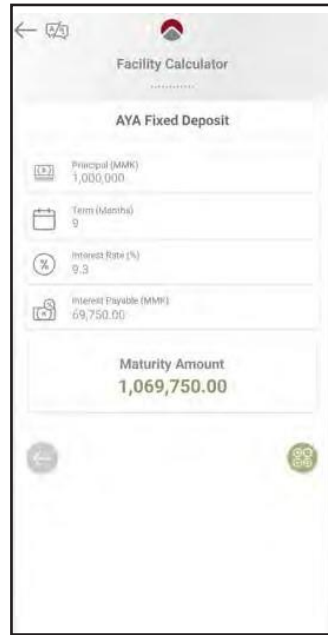 Facility Calculator
AYA Fixed Deposit
Principal (MMK)
1,000,000
Term (Months)
9
Interest Rate (%)
9.3
Interest Payable (MMK)
69,750.00
Maturity Amount
1,069,750.00